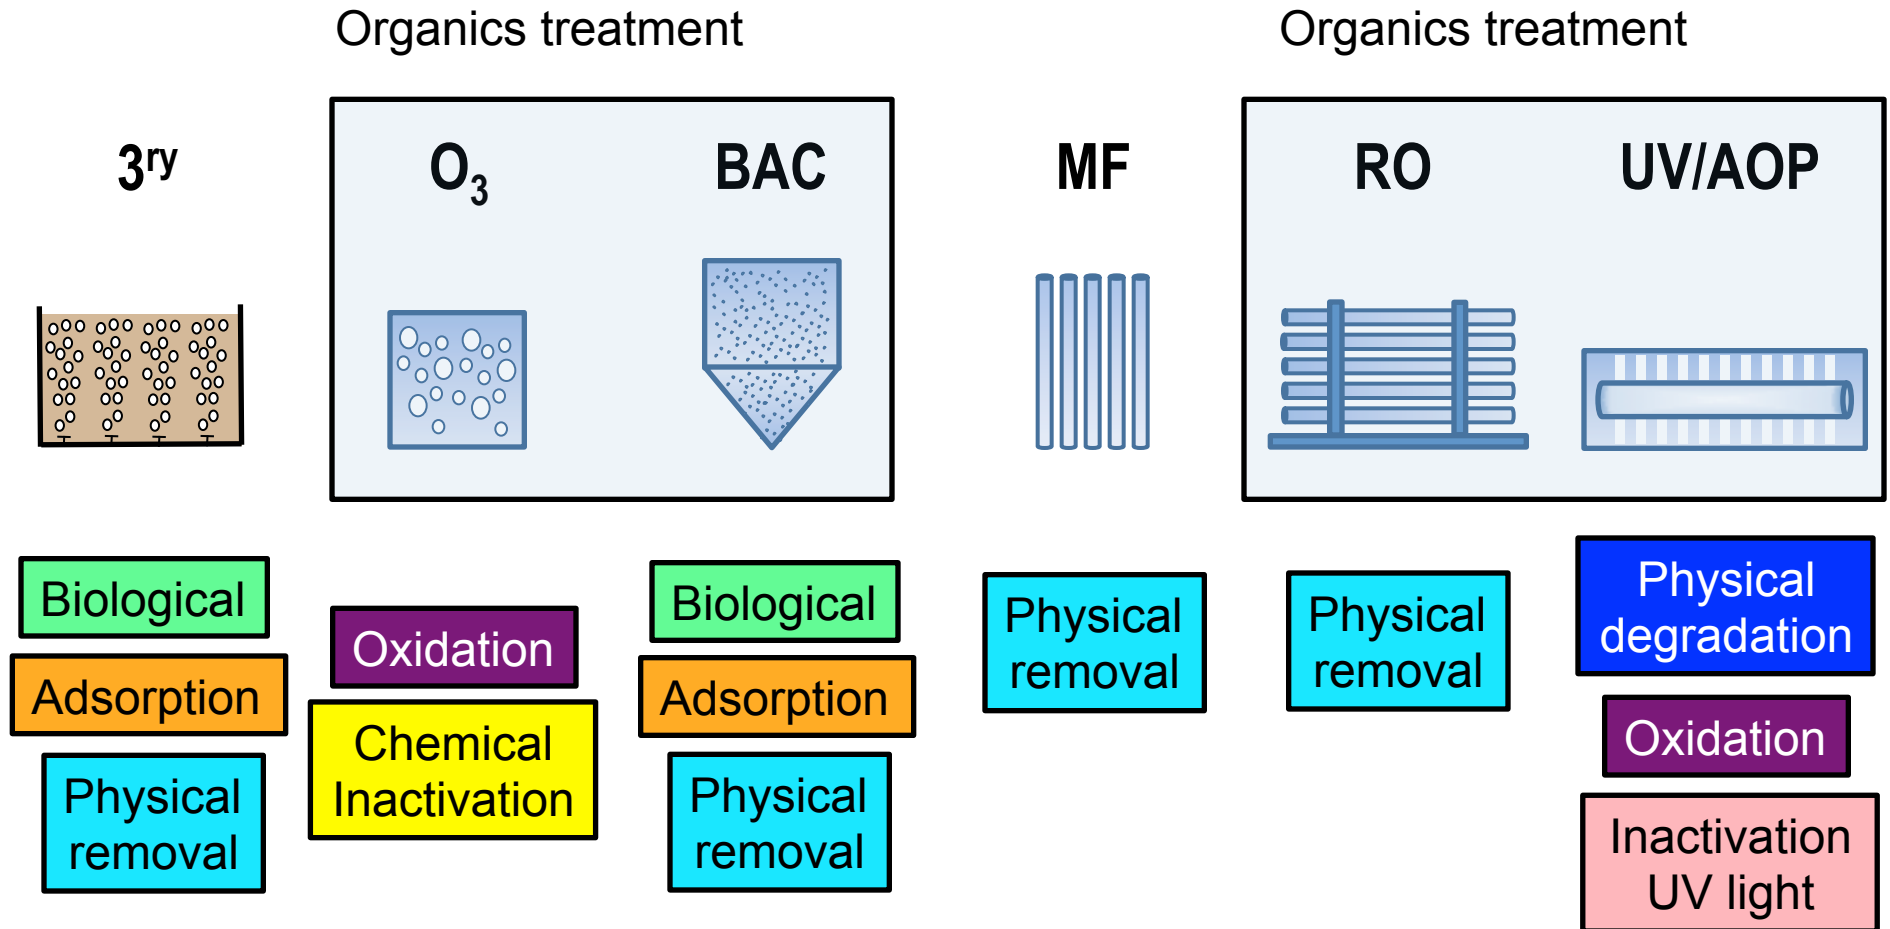 Organics treatment
Organics treatment
3ry
O3
BAC
MF
RO
UV/AOP
Biological
Adsorption
Physical
removal
Oxidation
Chemical
Inactivation
Biological
Adsorption
Physical
removal
Physical
removal
Physical
removal
Physical
degradation
Oxidation
Inactivation
UV light